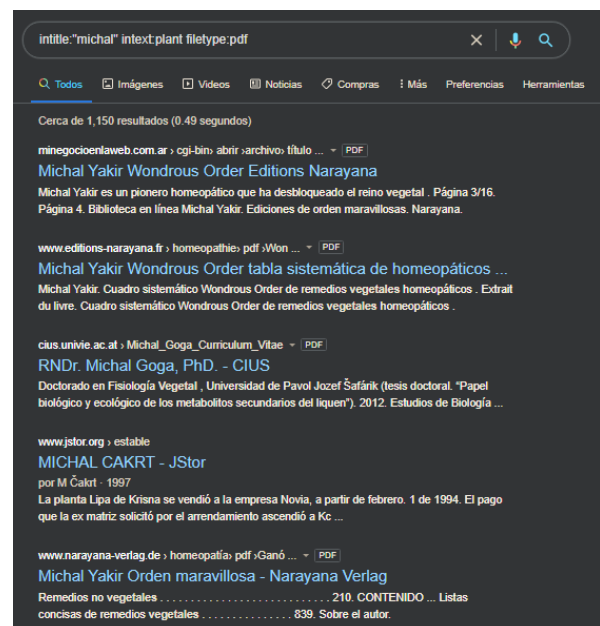 intitle:"michal" intext:plant filetype:pdf
Todos Imágenes Videos Noticias Compras Más Preferencias Herramientas
Cerca de 1,150 resultados (0.49 segundos)
minegocioenlaweb.com.ar › cgi-bin› abrir ›archivo› título ... PDF
Michal Yakir Wondrous Order Editions Narayana
Michal Yakir es un pionero homeopático que ha desbloqueado el reino vegetal . Página 3/16.
Página 4. Biblioteca en línea Michal Yakir. Ediciones de orden maravillosas. Narayana.
www.editions-narayana.fr › homeopathie› pdf ›Won ... PDF
Michal Yakir Wondrous Order tabla sistemática de homeopáticos ...
Michal Yakir. Cuadro sistemático Wondrous Order de remedios vegetales homeopáticos . Extrait
du livre. Cuadro sistemático Wondrous Order de remedios vegetales homeopáticos .
cius.univie.ac.at › Michal_Goga_Curriculum_Vitae PDF
RNDr. Michal Goga, PhD. - CIUS
Doctorado en Fisiología Vegetal , Universidad de Pavol Jozef Šafárik (tesis doctoral. “Papel
biológico y ecológico de los metabolitos secundarios del liquen”). 2012. Estudios de Biología ...
www.jstor.org › estable
MICHAL CAKRT - JStor
por M Čakrt · 1997
La planta Lipa de Krisna se vendió a la empresa Novia, a partir de febrero. 1 de 1994. El pago
que la ex matriz solicitó por el arrendamiento ascendió a Kc ...
www.narayana-verlag.de › homeopatía› pdf ›Ganó ... PDF
Michal Yakir Orden maravillosa - Narayana Verlag
Remedios no vegetales . . . . . . . . . . . . . . . . . . . . . . . . . . 210. CONTENIDO ... Listas
concisas de remedios vegetales . . . . . . . . . . . . . . 839. Sobre el autor.